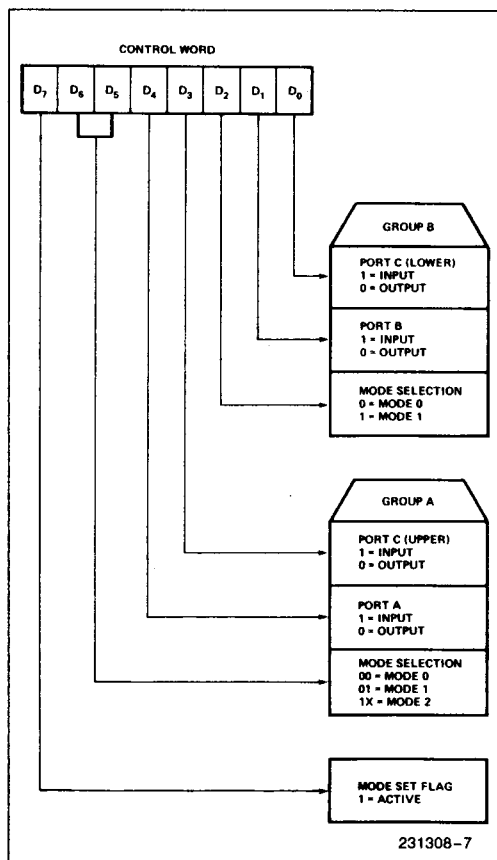 CONTROL WORD
D7 D6 D5 D4 D3 D2 D1 D0
GROUP B
PORT C (LOWER)
1 = INPUT
0 = OUTPUT
PORT B
1 = INPUT
0 = OUTPUT
MODE SELECTION
0 = MODE 0
1 = MODE 1
GROUP A
PORT C (UPPER)
1 = INPUT
0 = OUTPUT
PORT A
1 = INPUT
0 = OUTPUT
MODE SELECTION
00 = MODE 0
01 = MODE 1
1X = MODE 2
MODE SET FLAG
1 = ACTIVE
231308-7